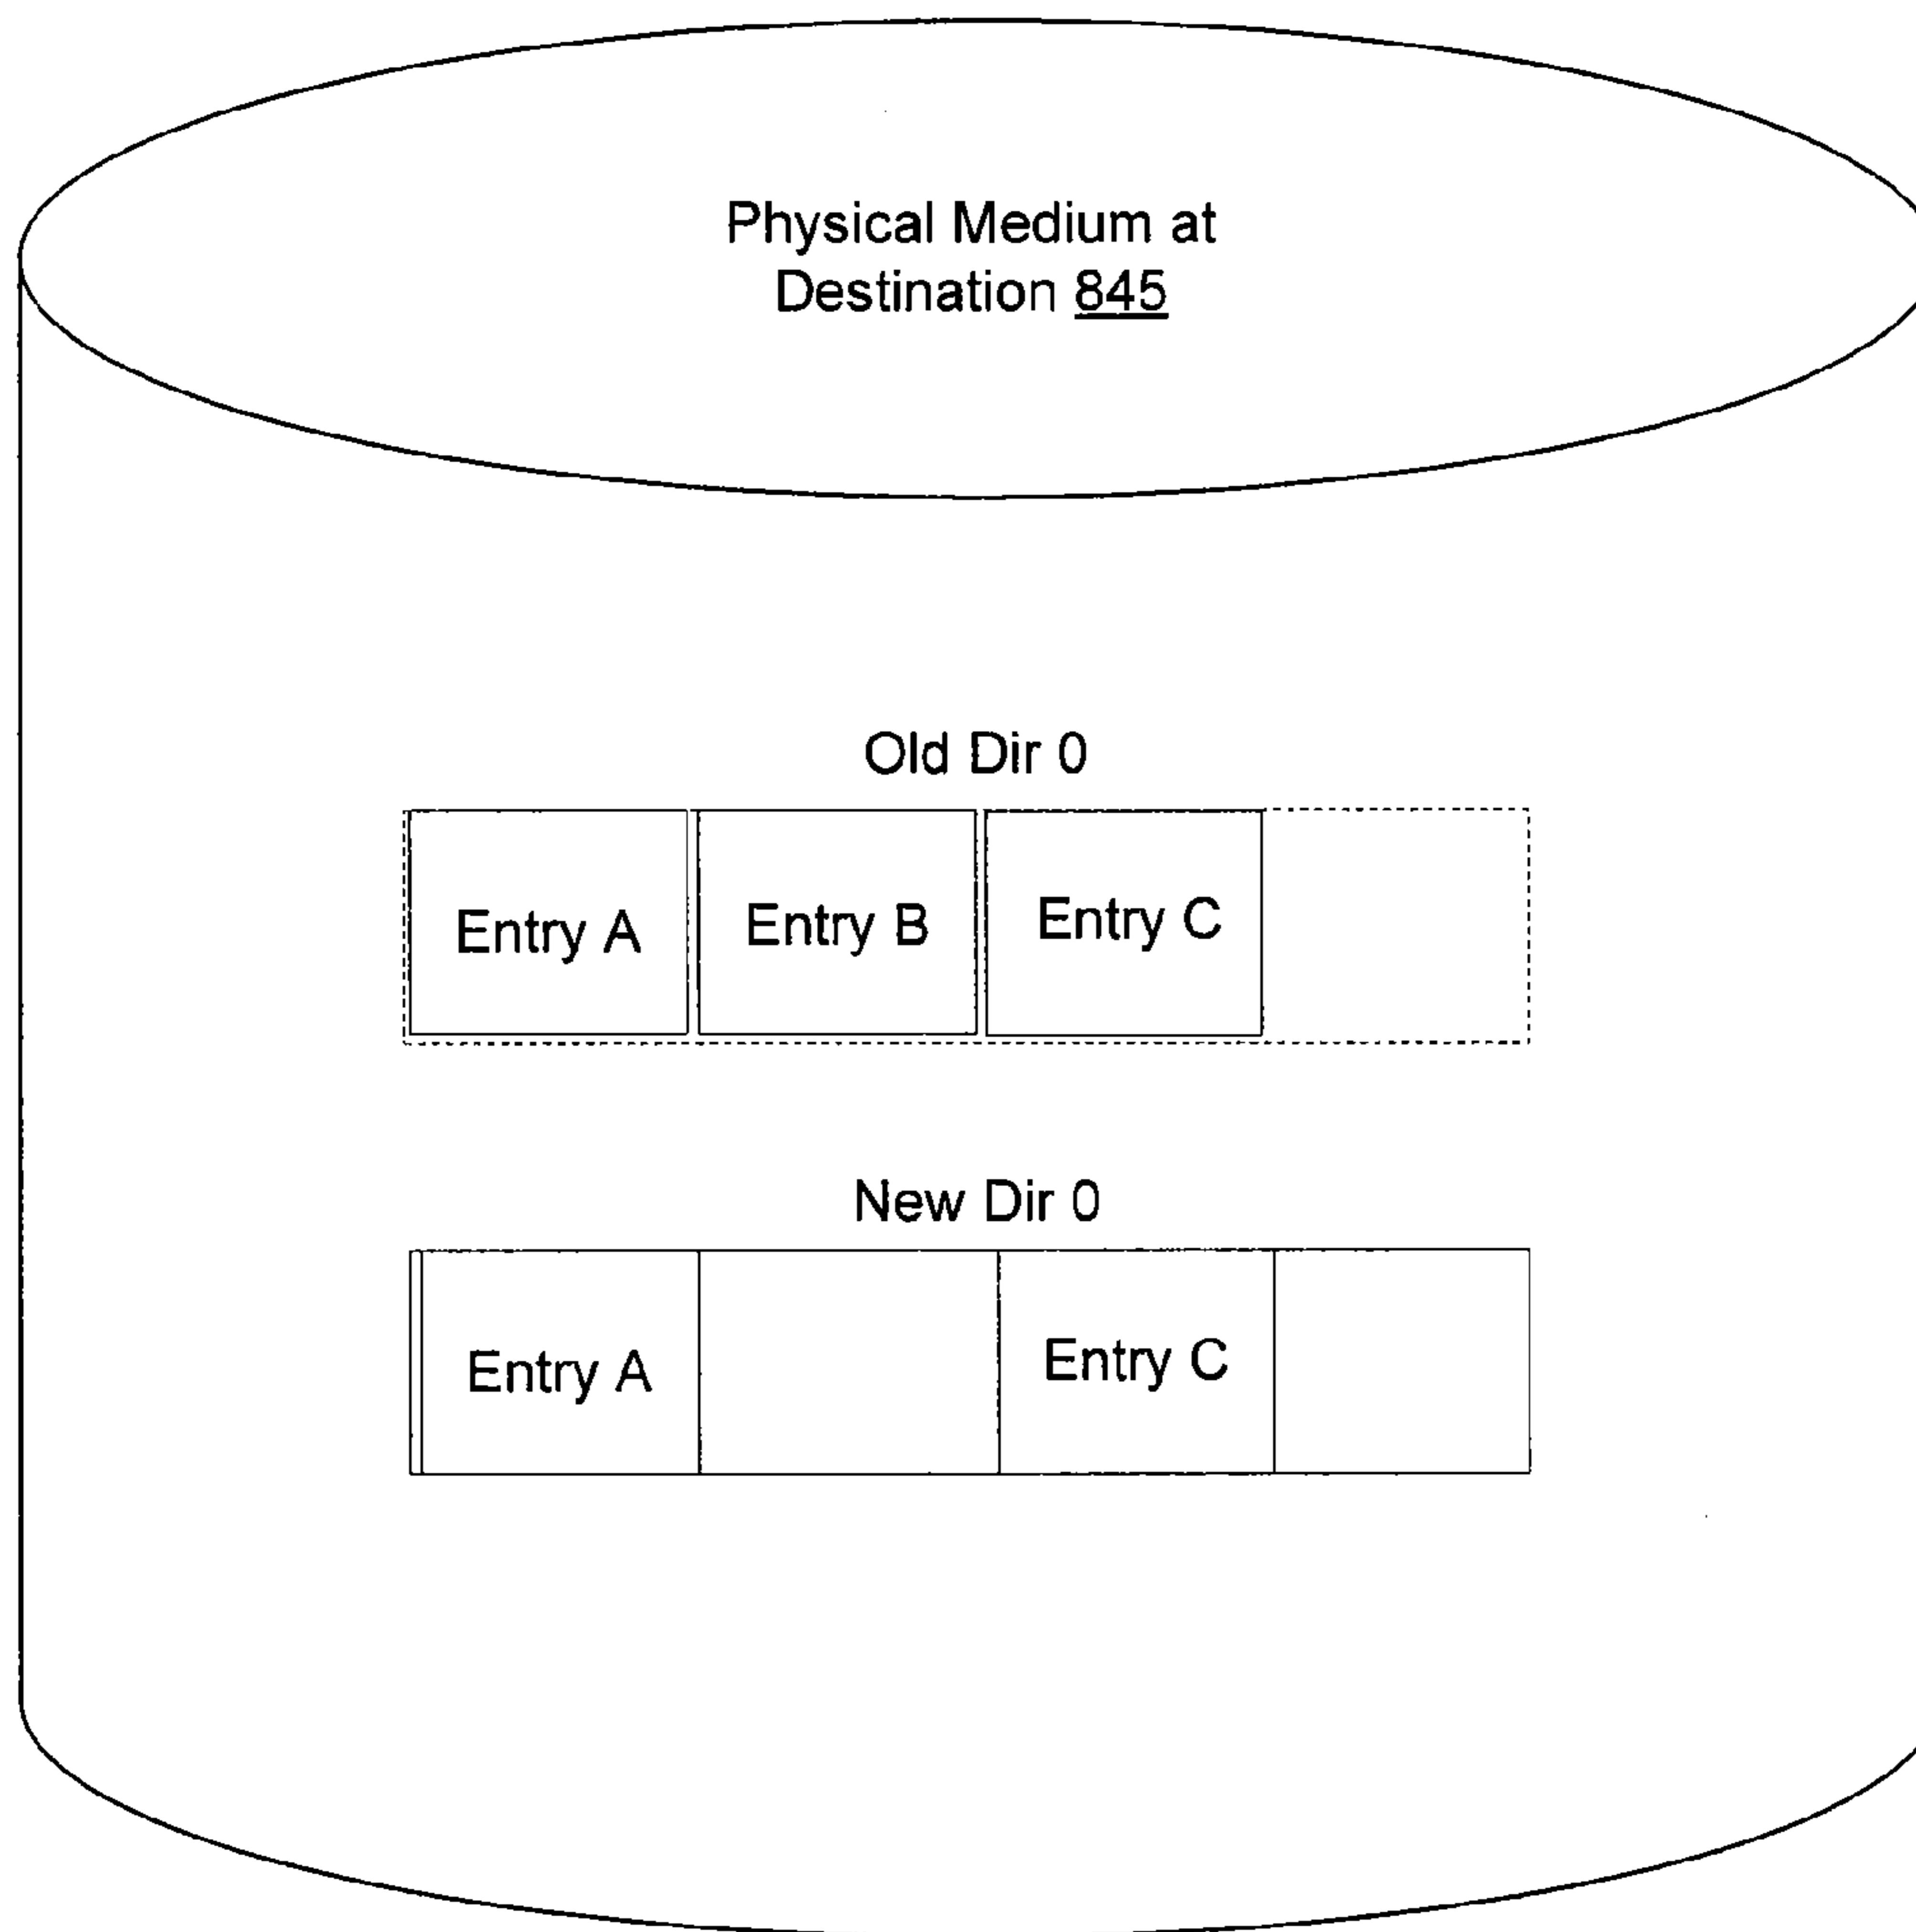 Physical Medium at
Destination 845
Old Dir 0
Entry A Entry B Entry C
New Dir 0
Entry A Entry C